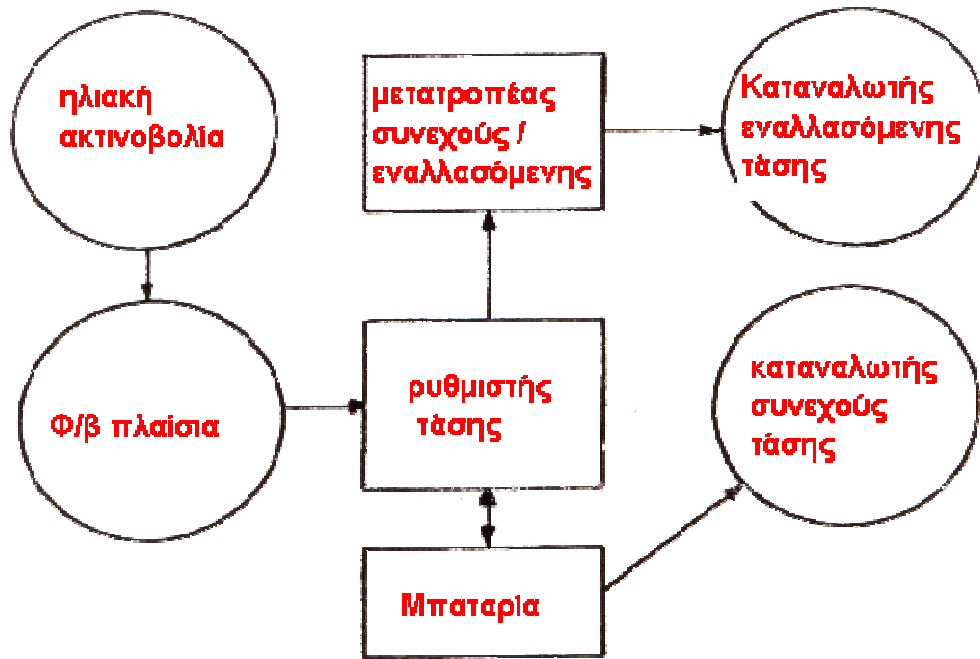 ηλιακή
ακτινοβολία
μετατροπέας
συνεχούς /
εναλλασόμενης
Καταναλωτής
εναλλασόμενης
τάσης
Φ/β πλαίσια
ρυθμιστής
τάσης
καταναλωτής
συνεχούς
τάσης
Μπαταρία